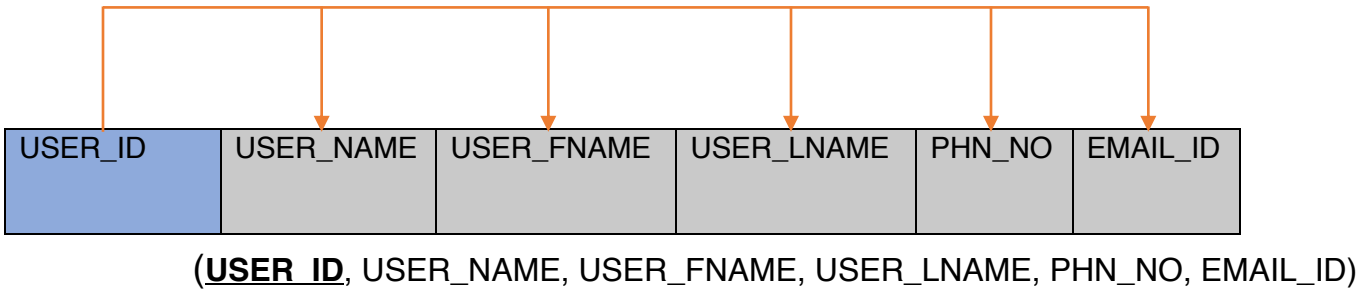 USER_ID USER_NAME USER_FNAME USER_LNAME PHN_NO EMAIL_ID
(USER_ID, USER_NAME, USER_FNAME, USER_LNAME, PHN_NO, EMAIL_ID)